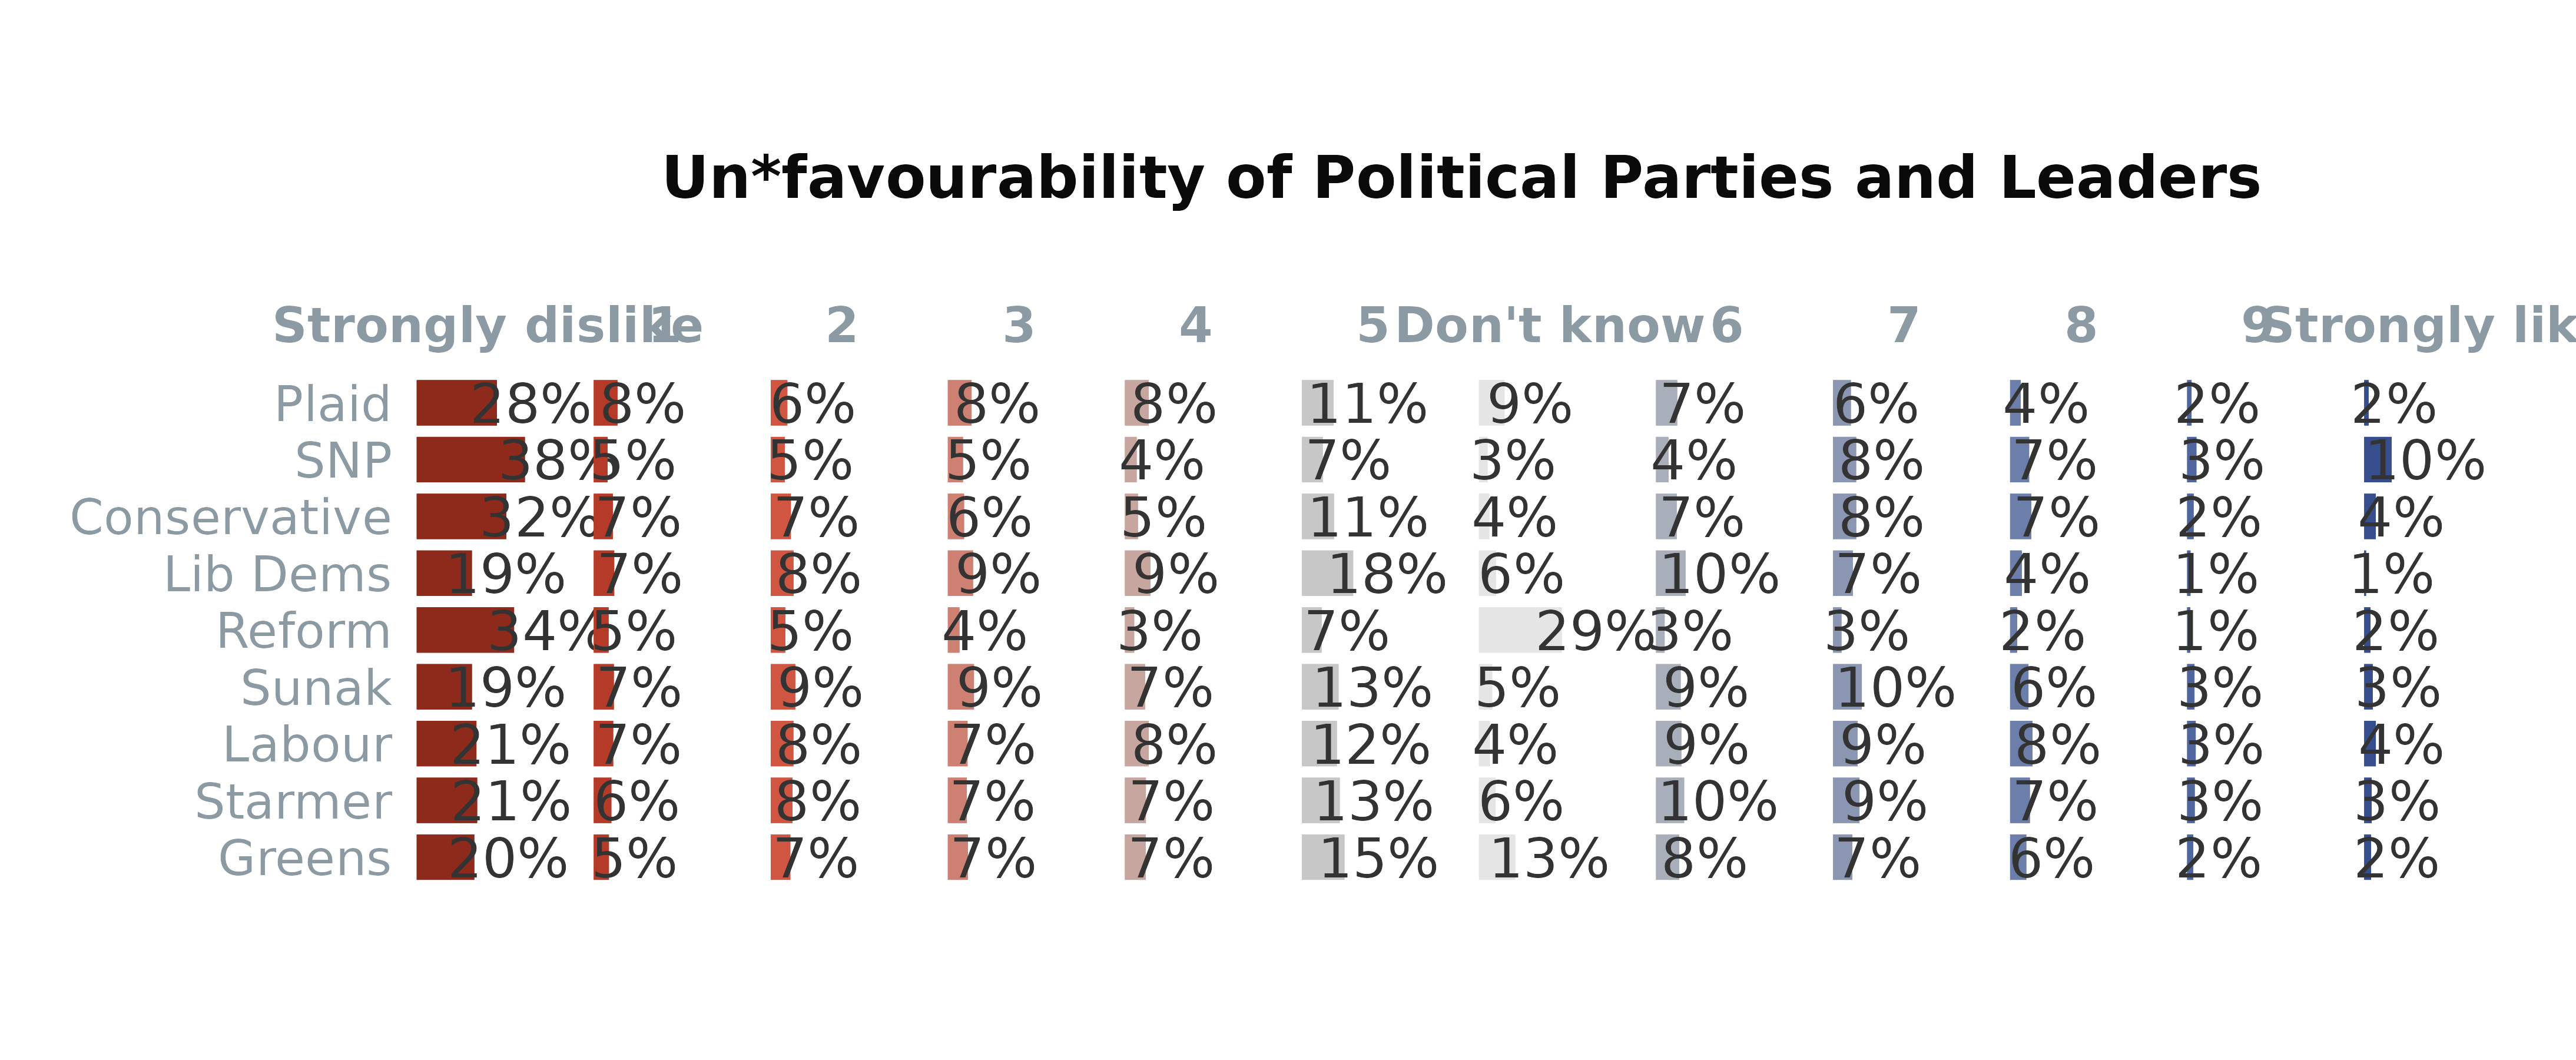 Un*favourability of Political Parties and Leaders
Strongly dislike 1 2 3 4 5 Don't know 6 7 8 9 Strongly lik
Plaid 28% 8% 6% 8% 8% 11% 9% 7% 6% 4% 2% 2%
SNP 38% 5% 5% 5% 4% 7% 3% 4% 8% 7% 3% 10%
Conservative 32% 7% 7% 6% 5% 11% 4% 7% 8% 7% 2% 4%
Lib Dems 19% 7% 8% 9% 9% 18% 6% 10% 7% 4% 1% 1%
Reform 34% 5% 5% 4% 3% 7% 29% 3% 3% 2% 1% 2%
Sunak 19% 7% 9% 9% 7% 13% 5% 9% 10% 6% 3% 3%
Labour 21% 7% 8% 7% 8% 12% 4% 9% 9% 8% 3% 4%
Starmer 21% 6% 8% 7% 7% 13% 6% 10% 9% 7% 3% 3%
Greens 20% 5% 7% 7% 7% 15% 13% 8% 7% 6% 2% 2%